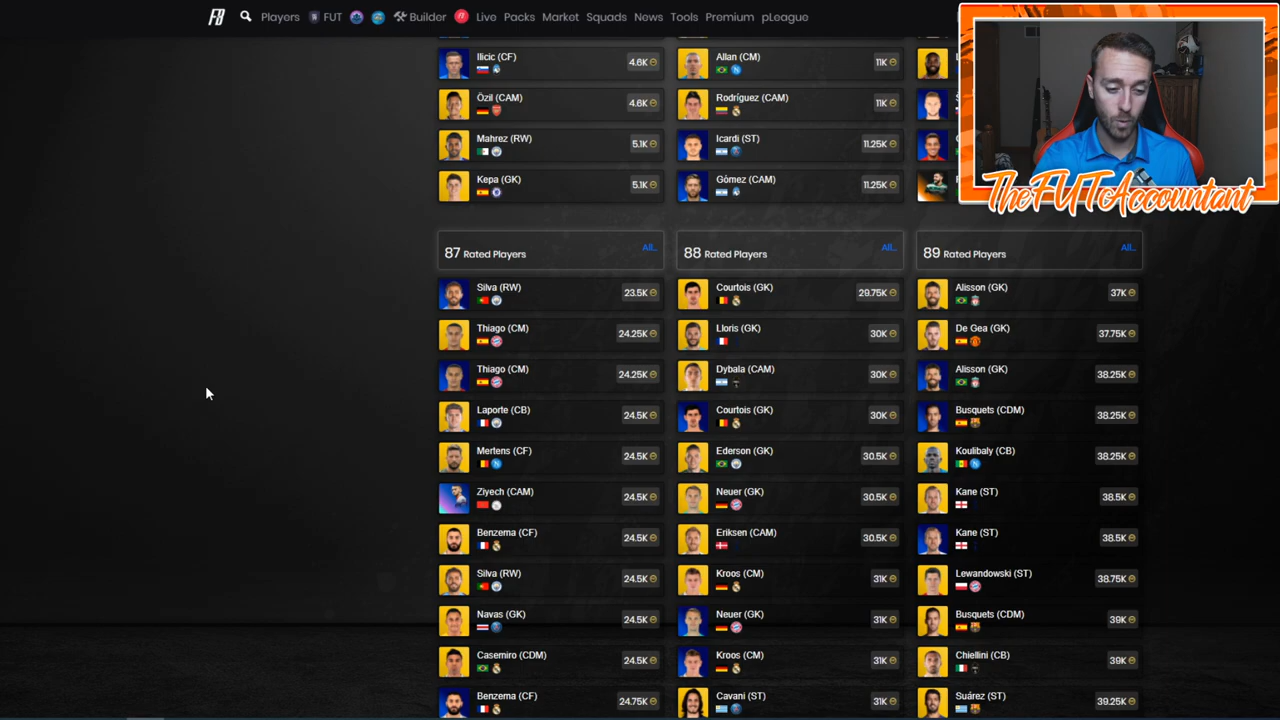 F8 Players FUT Builder Live Packs Market Squads News Tools Premium pLeague
TheFUTAccountant
Ilicic (CF) 4.6K
Özil (CAM) 4.6K
Mahrez (RW) 5.1K
Kepa (GK) 5.1K
Allan (CM) 11K
Rodríguez (CAM) 11K
Icardi (ST) 11.25K
Gómez (CAM) 11.25K
87 Rated Players All..
Silva (RW) 23.5K
Thiago (CM) 24.25K
Thiago (CM) 24.25K
Laporte (CB) 24.5K
Mertens (CF) 24.5K
Ziyech (CAM) 24.5K
Benzema (CF) 24.5K
Silva (RW) 24.5K
Navas (GK) 24.5K
Casemiro (CDM) 24.5K
Benzema (CF) 24.75K
88 Rated Players All..
Courtois (GK) 29.75K
Lloris (GK) 30K
Dybala (CAM) 30K
Courtois (GK) 30K
Ederson (GK) 30.5K
Neuer (GK) 30.5K
Eriksen (CAM) 30.5K
Kroos (CM) 31K
Neuer (GK) 31K
Kroos (CM) 31K
Cavani (ST) 31K
89 Rated Players All..
Alisson (GK) 37K
De Gea (GK) 37.75K
Alisson (GK) 38.25K
Busquets (CDM) 38.25K
Koulibaly (CB) 38.25K
Kane (ST) 38.5K
Kane (ST) 38.5K
Lewandowski (ST) 38.75K
Busquets (CDM) 39K
Chiellini (CB) 39K
Suárez (ST) 39.25K